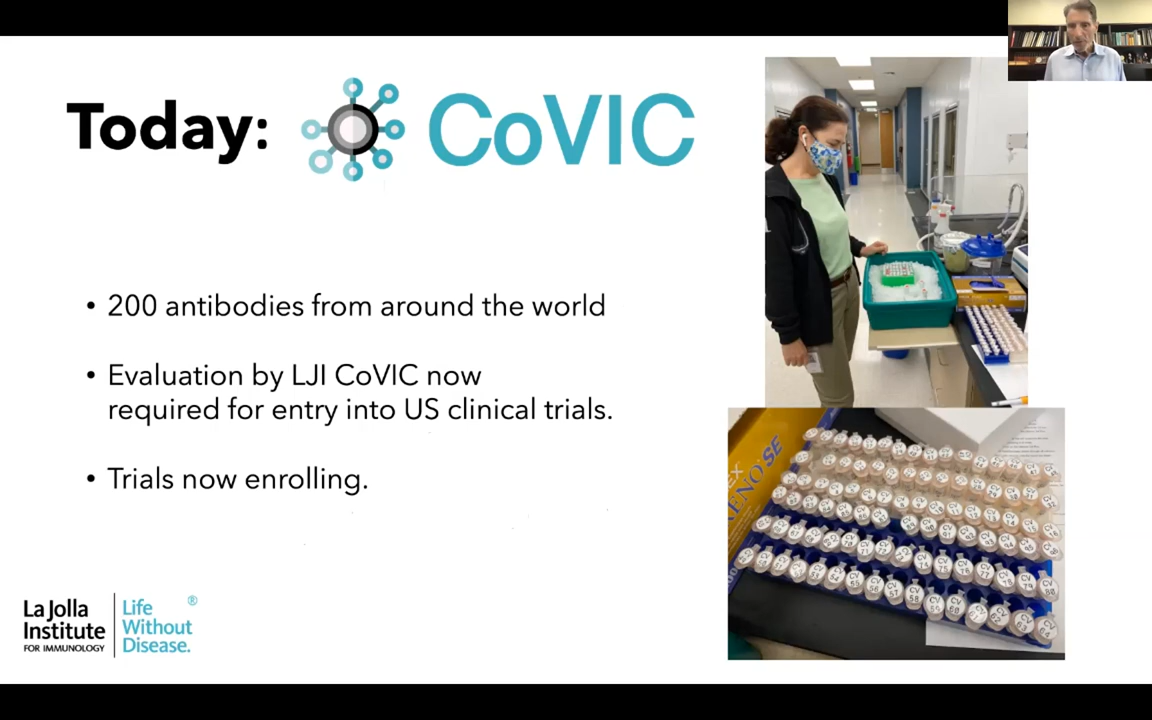 Today:
CoVIC
• 200 antibodies from around the world
• Evaluation by LJI CoVIC now
required for entry into US clinical trials.
• Trials now enrolling.
La Jolla
Institute
FOR IMMUNOLOGY
Life
Without
Disease.
®